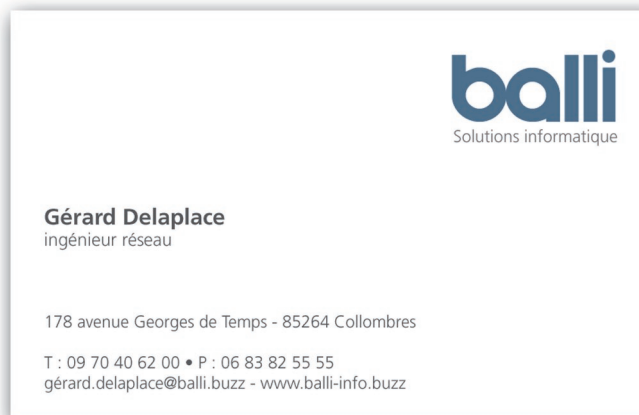 balli
Solutions informatique
Gérard Delaplace
ingénieur réseau
178 avenue Georges de Temps - 85264 Collombres
T : 09 70 40 62 00 • P : 06 83 82 55 55
gérard.delaplace@balli.buzz - www.balli-info.buzz